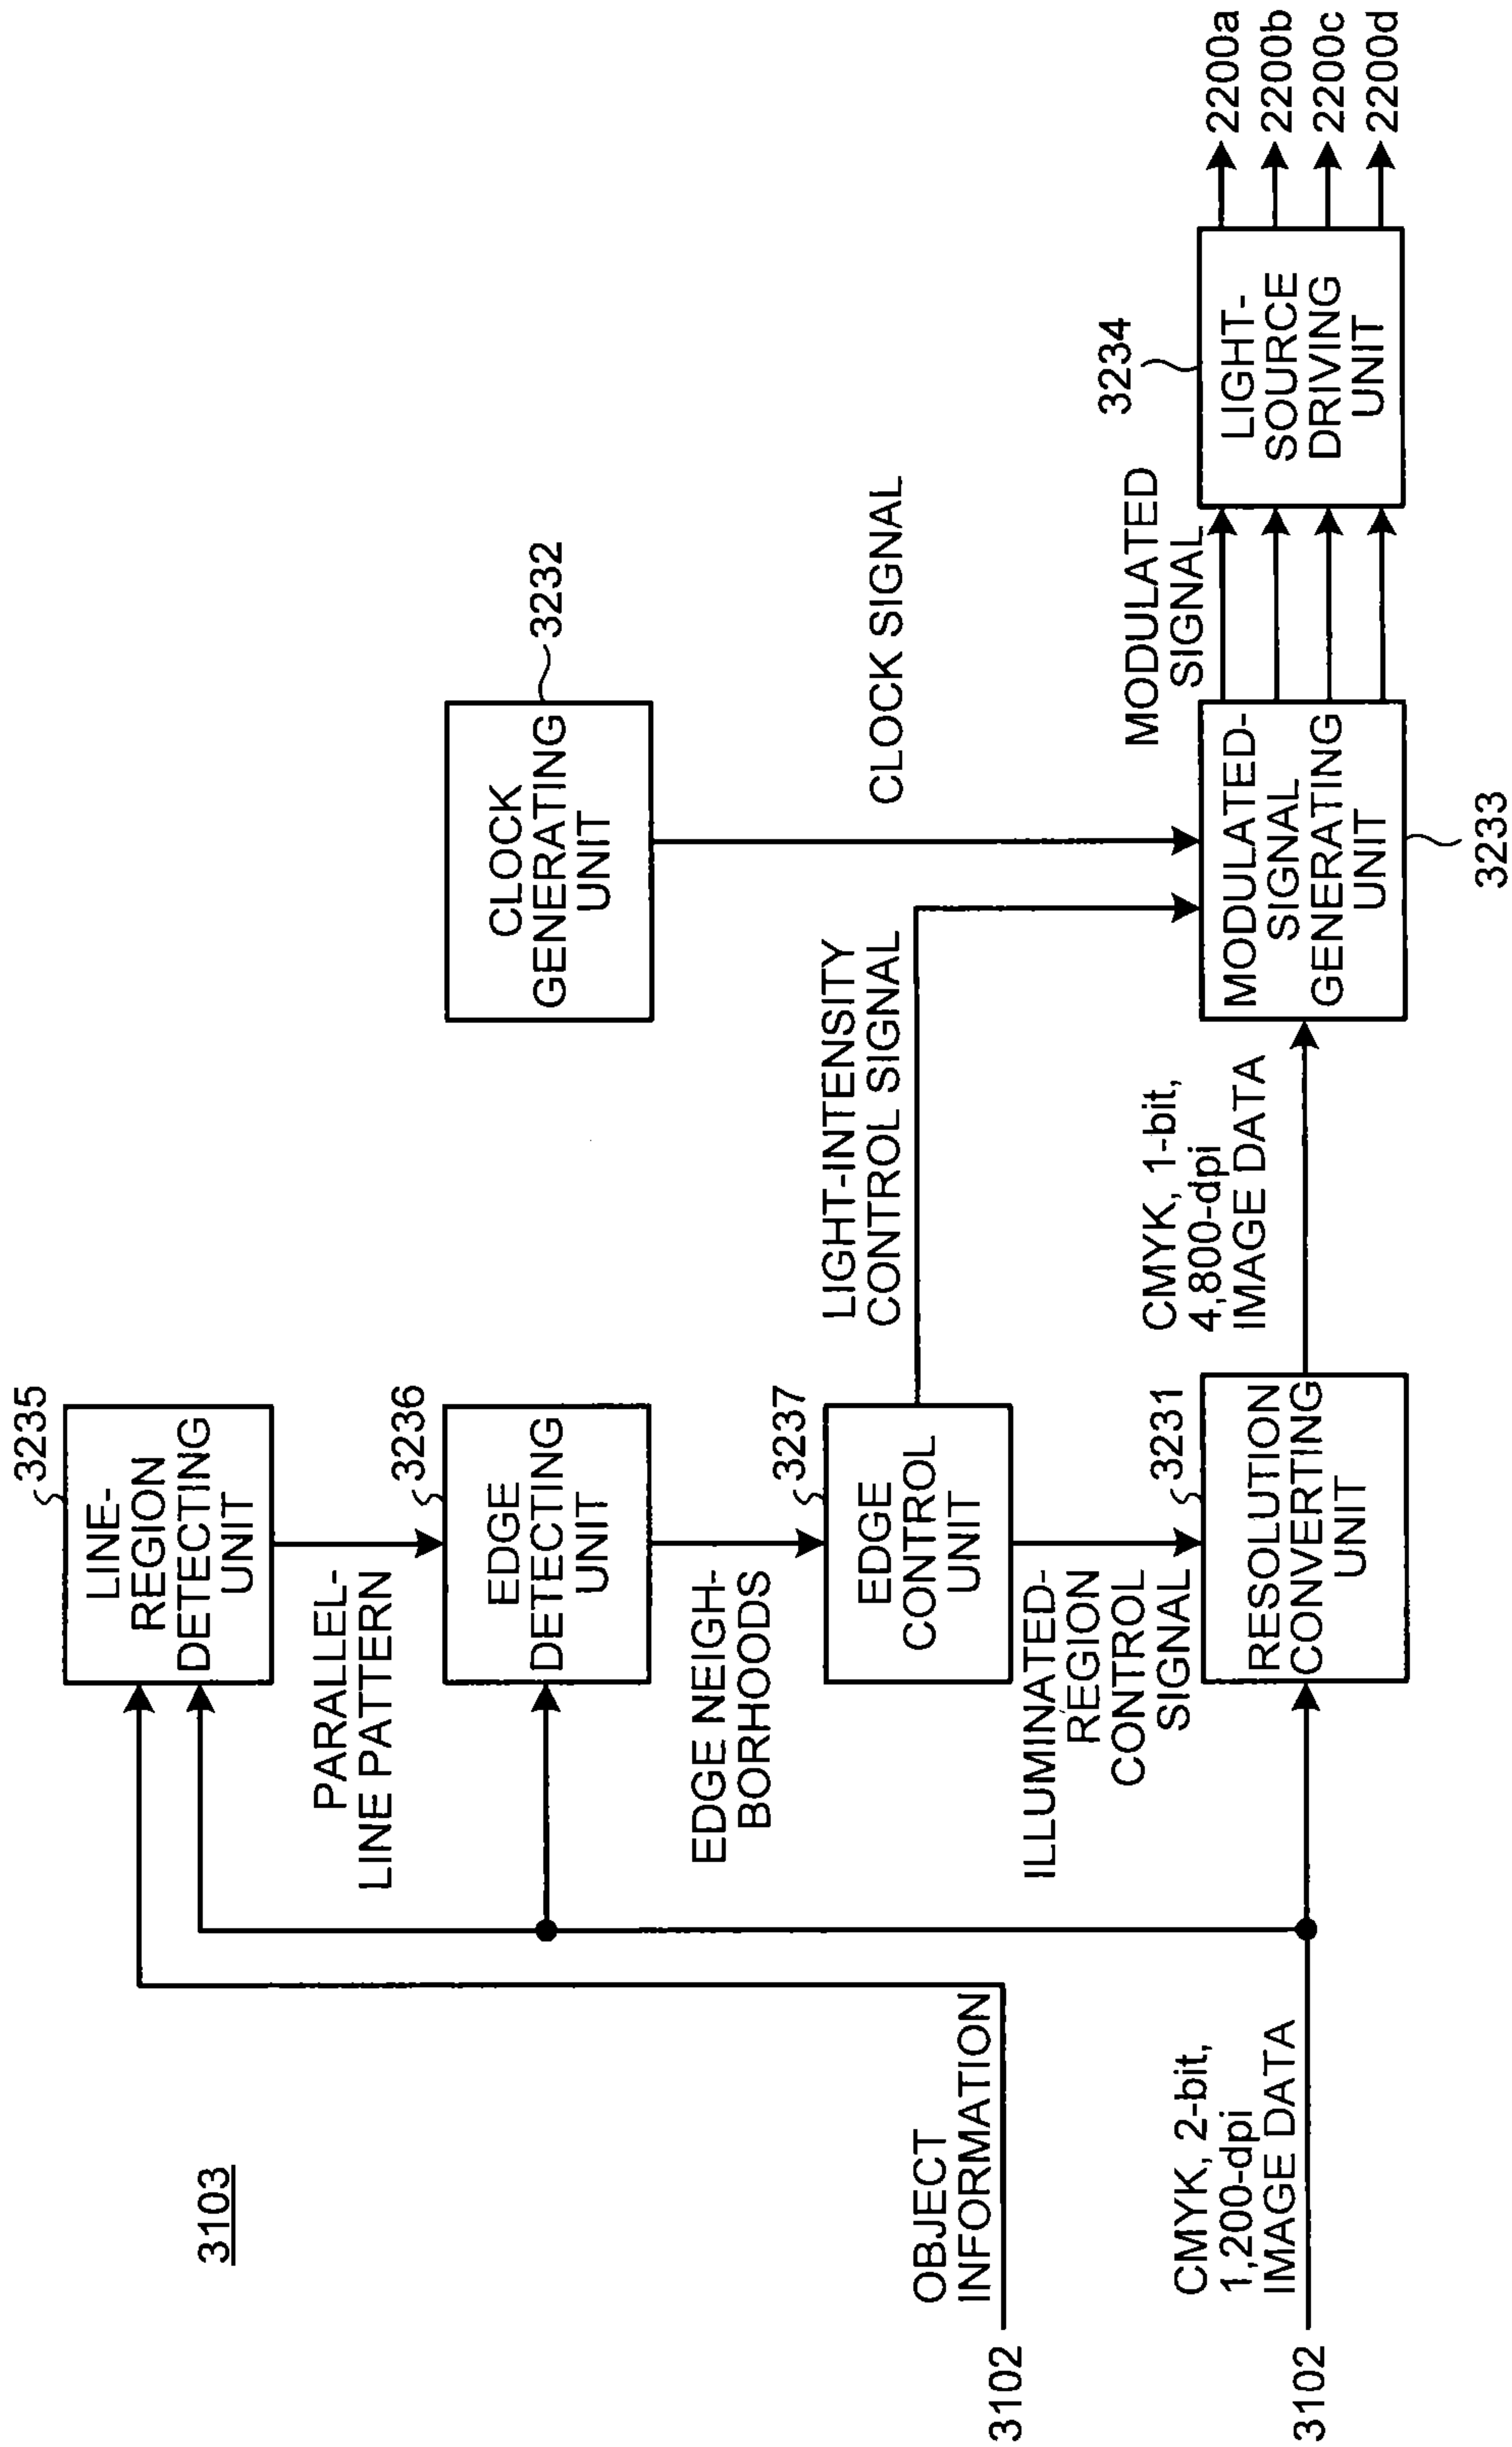 3103
3235
LINE-
REGION
DETECTING
UNIT
PARALLEL-
LINE PATTERN
3236
EDGE
DETECTING
UNIT
EDGE NEIGH-
BORHOODS
3237
EDGE
CONTROL
UNIT
ILLUMINATED-
REGION
CONTROL
SIGNAL
3231
RESOLUTION
CONVERTING
UNIT
3102
OBJECT
INFORMATION
3102
CMYK, 2-bit,
1,200-dpi
IMAGE DATA
LIGHT-INTENSITY
CONTROL SIGNAL
CMYK, 1-bit,
4,800-dpi
IMAGE DATA
CLOCK
GENERATING
UNIT
3232
CLOCK SIGNAL
MODULATED-
SIGNAL
GENERATING
UNIT
3233
MODULATED
SIGNAL
3234
LIGHT-
SOURCE
DRIVING
UNIT
2200a
2200b
2200c
2200d